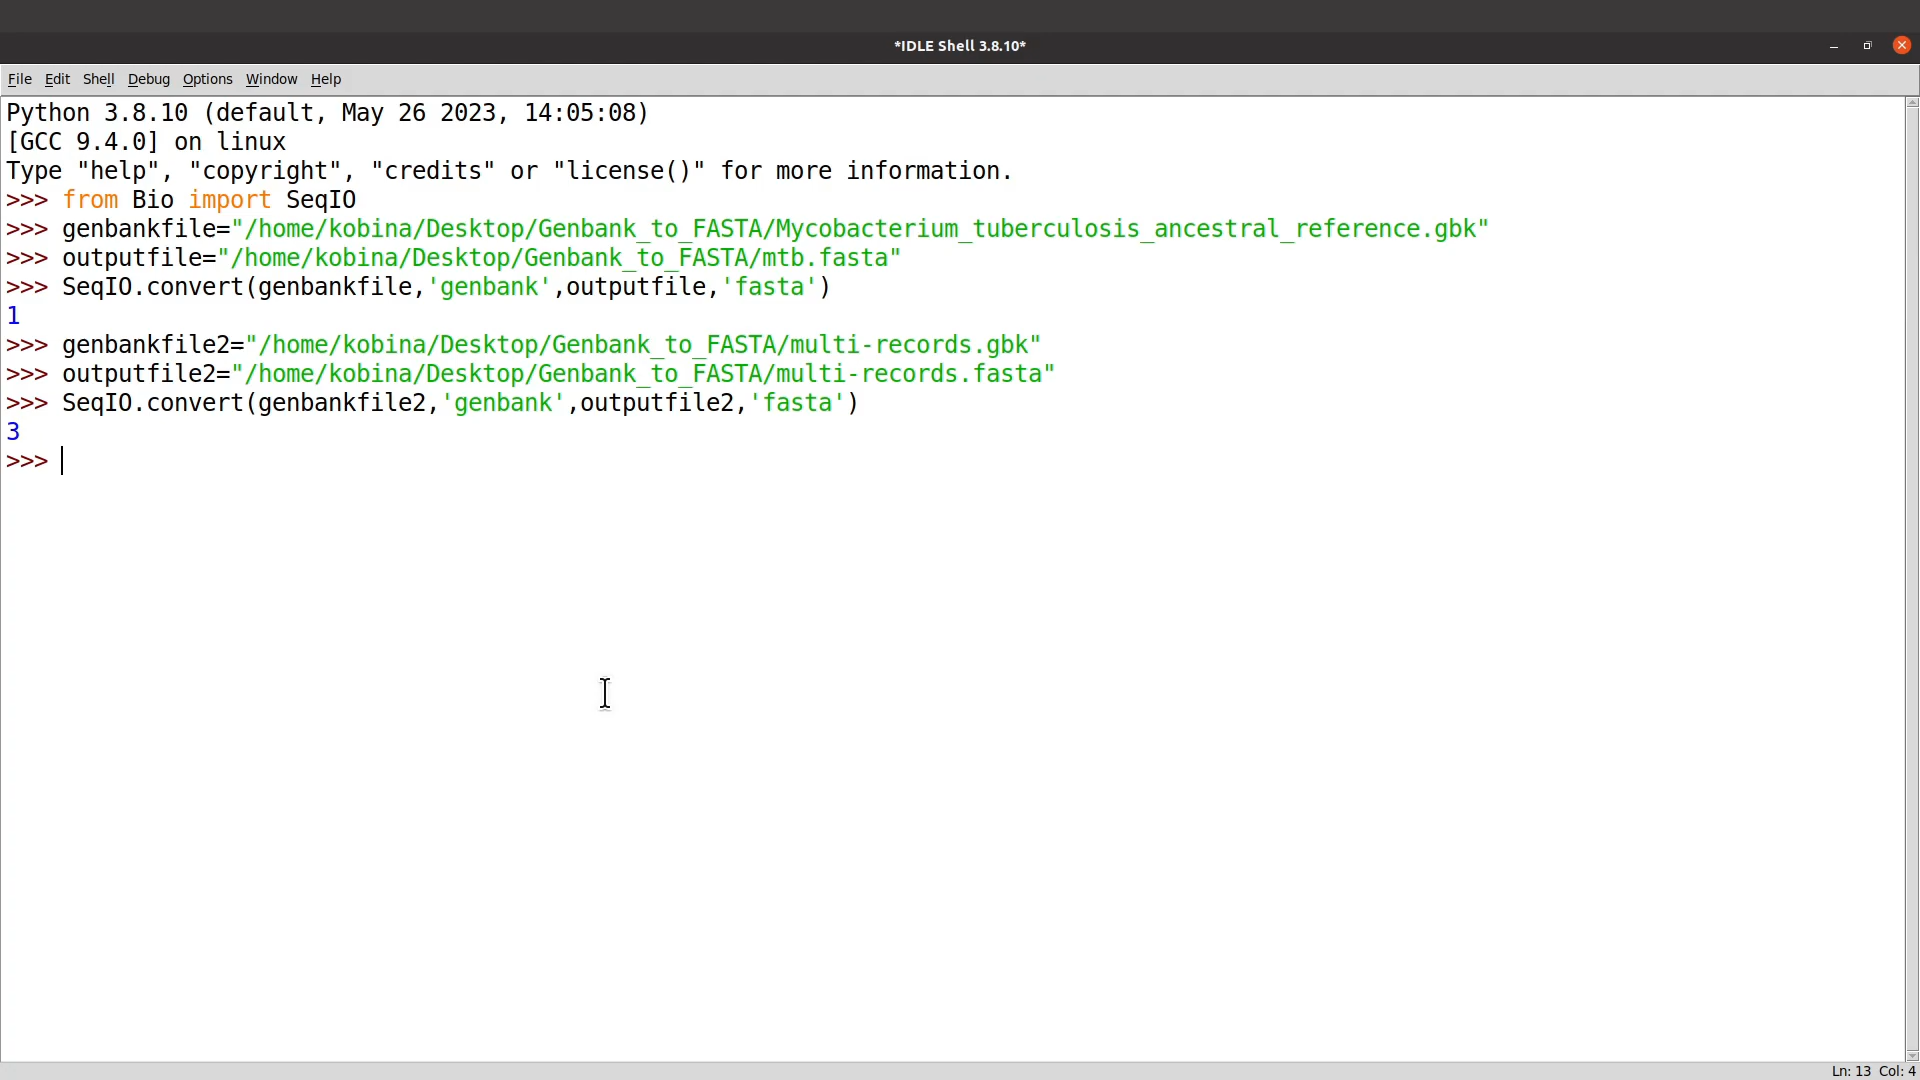 *IDLE Shell 3.8.10*
File Edit Shell Debug Options Window Help
Python 3.8.10 (default, May 26 2023, 14:05:08)
[GCC 9.4.0] on linux
Type "help", "copyright", "credits" or "license()" for more information.
>>> from Bio import SeqIO
>>> genbankfile="/home/kobina/Desktop/Genbank_to_FASTA/Mycobacterium_tuberculosis_ancestral_reference.gbk"
>>> outputfile="/home/kobina/Desktop/Genbank_to_FASTA/mtb.fasta"
>>> SeqIO.convert(genbankfile,'genbank',outputfile,'fasta')
1
>>> genbankfile2="/home/kobina/Desktop/Genbank_to_FASTA/multi-records.gbk"
>>> outputfile2="/home/kobina/Desktop/Genbank_to_FASTA/multi-records.fasta"
>>> SeqIO.convert(genbankfile2,'genbank',outputfile2,'fasta')
3
>>>
Ln: 13 Col: 4